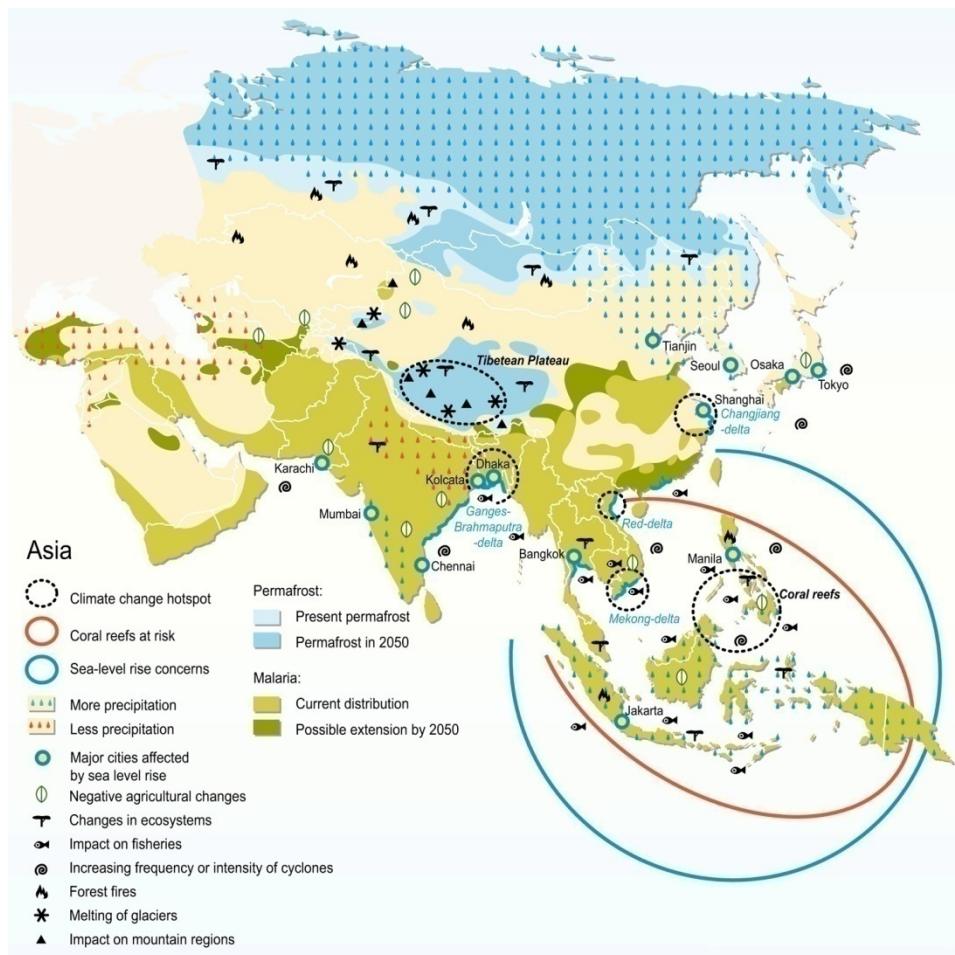 Tibetean Plateau
Tianjin
Seoul
Osaka
Tokyo
Shanghai
Changjiang
-delta
Karachi
Dhaka
Kolcata
Mumbai
Ganges-
Brahmaputra
-delta
Red-delta
Chennai
Bangkok
Manila
Mekong-delta
Coral reefs
Jakarta
Asia
Climate change hotspot
Coral reefs at risk
Sea-level rise concerns
More precipitation
Less precipitation
Major cities affected
by sea level rise
Negative agricultural changes
Changes in ecosystems
Impact on fisheries
Increasing frequency or intensity of cyclones
Forest fires
Melting of glaciers
Impact on mountain regions
Permafrost:
Present permafrost
Permafrost in 2050
Malaria:
Current distribution
Possible extension by 2050